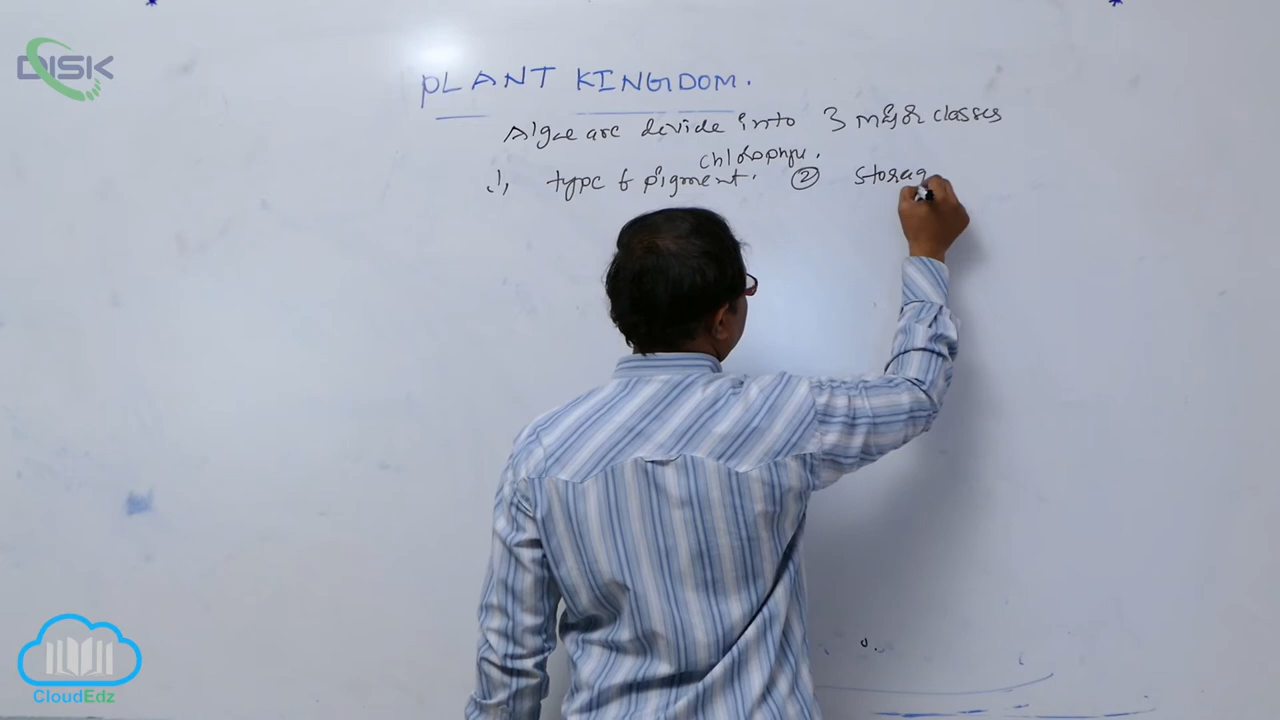 DISK
PLANT KINGDOM.
Algae are devide into 3 major classes
chlorophyll.
1, type of pigment. ② Storag
CloudEdz